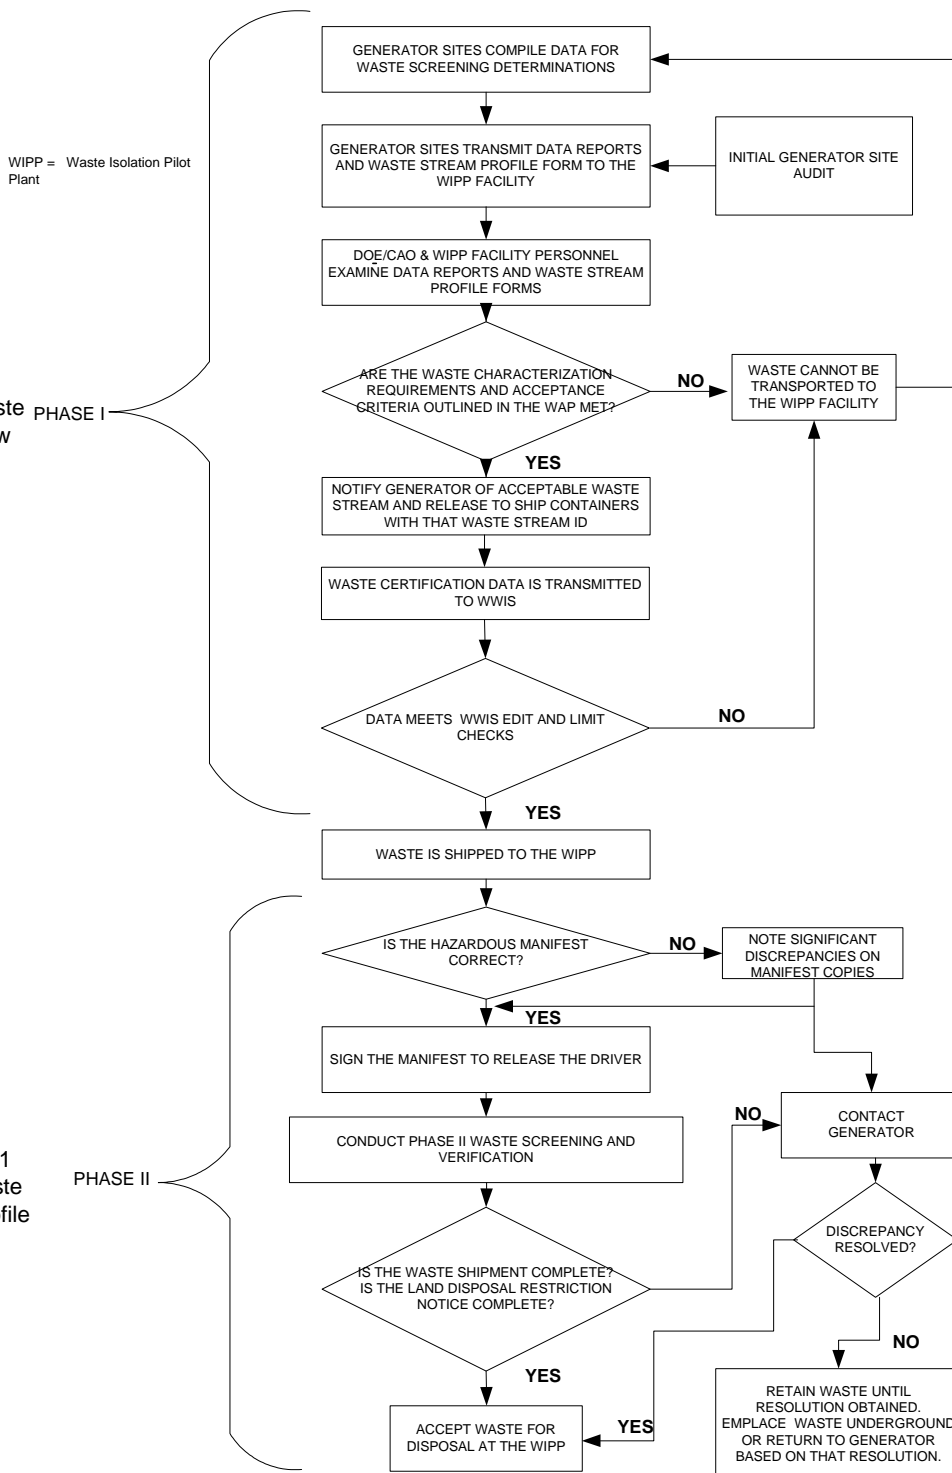 GENERATOR SITES COMPILE DATA FOR
WASTE SCREENING DETERMINATIONS
WIPP = Waste Isolation Pilot
Plant
GENERATOR SITES TRANSMIT DATA REPORTS
AND WASTE STREAM PROFILE FORM TO THE
WIPP FACILITY
INITIAL GENERATOR SITE
AUDIT
DOE/CAO & WIPP FACILITY PERSONNEL
EXAMINE DATA REPORTS AND WASTE STREAM
PROFILE FORMS
ARE THE WASTE CHARACTERIZATION
REQUIREMENTS AND ACCEPTANCE
CRITERIA OUTLINED IN THE WAP MET?
NO
WASTE CANNOT BE
TRANSPORTED TO
THE WIPP FACILITY
PHASE I
YES
NOTIFY GENERATOR OF ACCEPTABLE WASTE
STREAM AND RELEASE TO SHIP CONTAINERS
WITH THAT WASTE STREAM ID
WASTE CERTIFICATION DATA IS TRANSMITTED
TO WWIS
DATA MEETS WWIS EDIT AND LIMIT
CHECKS
NO
YES
WASTE IS SHIPPED TO THE WIPP
IS THE HAZARDOUS MANIFEST
CORRECT?
NO
NOTE SIGNIFICANT
DISCREPANCIES ON
MANIFEST COPIES
YES
SIGN THE MANIFEST TO RELEASE THE DRIVER
CONDUCT PHASE II WASTE SCREENING AND
VERIFICATION
NO
CONTACT
GENERATOR
PHASE II
1
DISCREPANCY
RESOLVED?
IS THE WASTE SHIPMENT COMPLETE?
IS THE LAND DISPOSAL RESTRICTION
NOTICE COMPLETE?
NO
YES
ACCEPT WASTE FOR
DISPOSAL AT THE WIPP
YES
RETAIN WASTE UNTIL
RESOLUTION OBTAINED.
EMPLACE WASTE UNDERGROUND
OR RETURN TO GENERATOR
BASED ON THAT RESOLUTION.